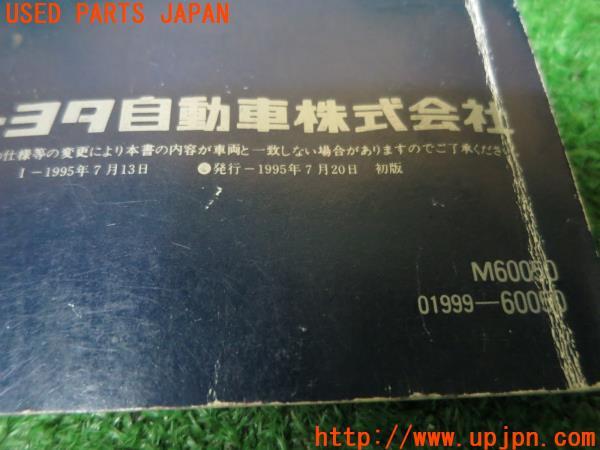 USED PARTS JAPAN
ヨタ自動車株式会社
仕様等の変更により本書の内容が車両と一致しない場合がありますのでご了承くださ
I－1995年7月13日 発行－1995年7月20日 初版
M60050
01999－60050
http://www.upjpn.com